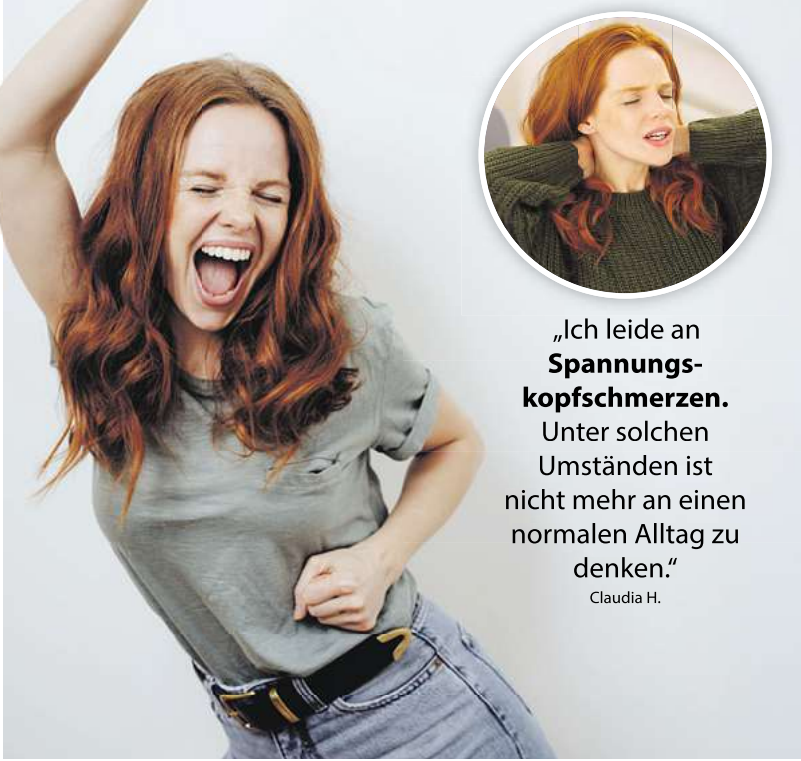 „Ich leide an
Spannungs-
kopfschmerzen.
Unter solchen
Umständen ist
nicht mehr an einen
normalen Alltag zu
denken.“
Claudia H.